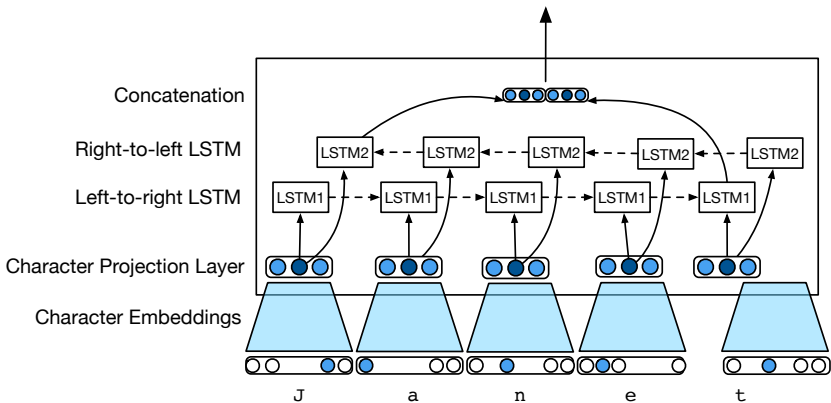 Concatenation
Right-to-left LSTM
LSTM2 LSTM2 LSTM2 LSTM2 LSTM2
Left-to-right LSTM
LSTM1 LSTM1 LSTM1 LSTM1 LSTM1
Character Projection Layer
Character Embeddings
J a n e t